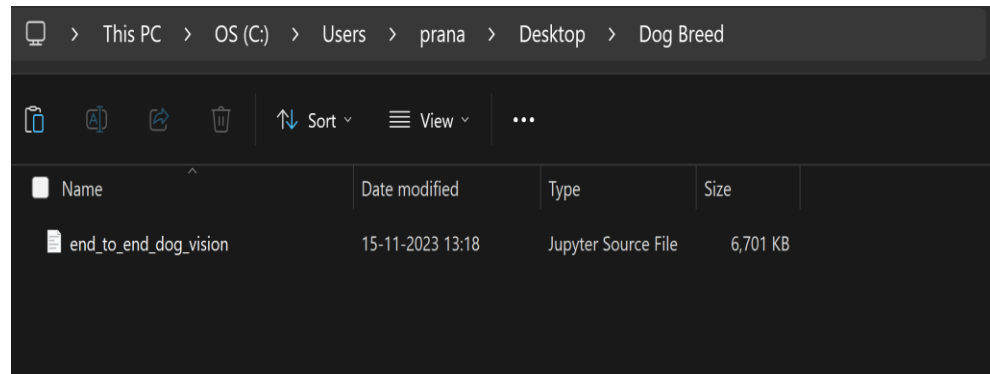 This PC > OS (C:) > Users > prana > Desktop > Dog Breed
Sort View
Name Date modified Type Size
end_to_end_dog_vision 15-11-2023 13:18 Jupyter Source File 6,701 KB